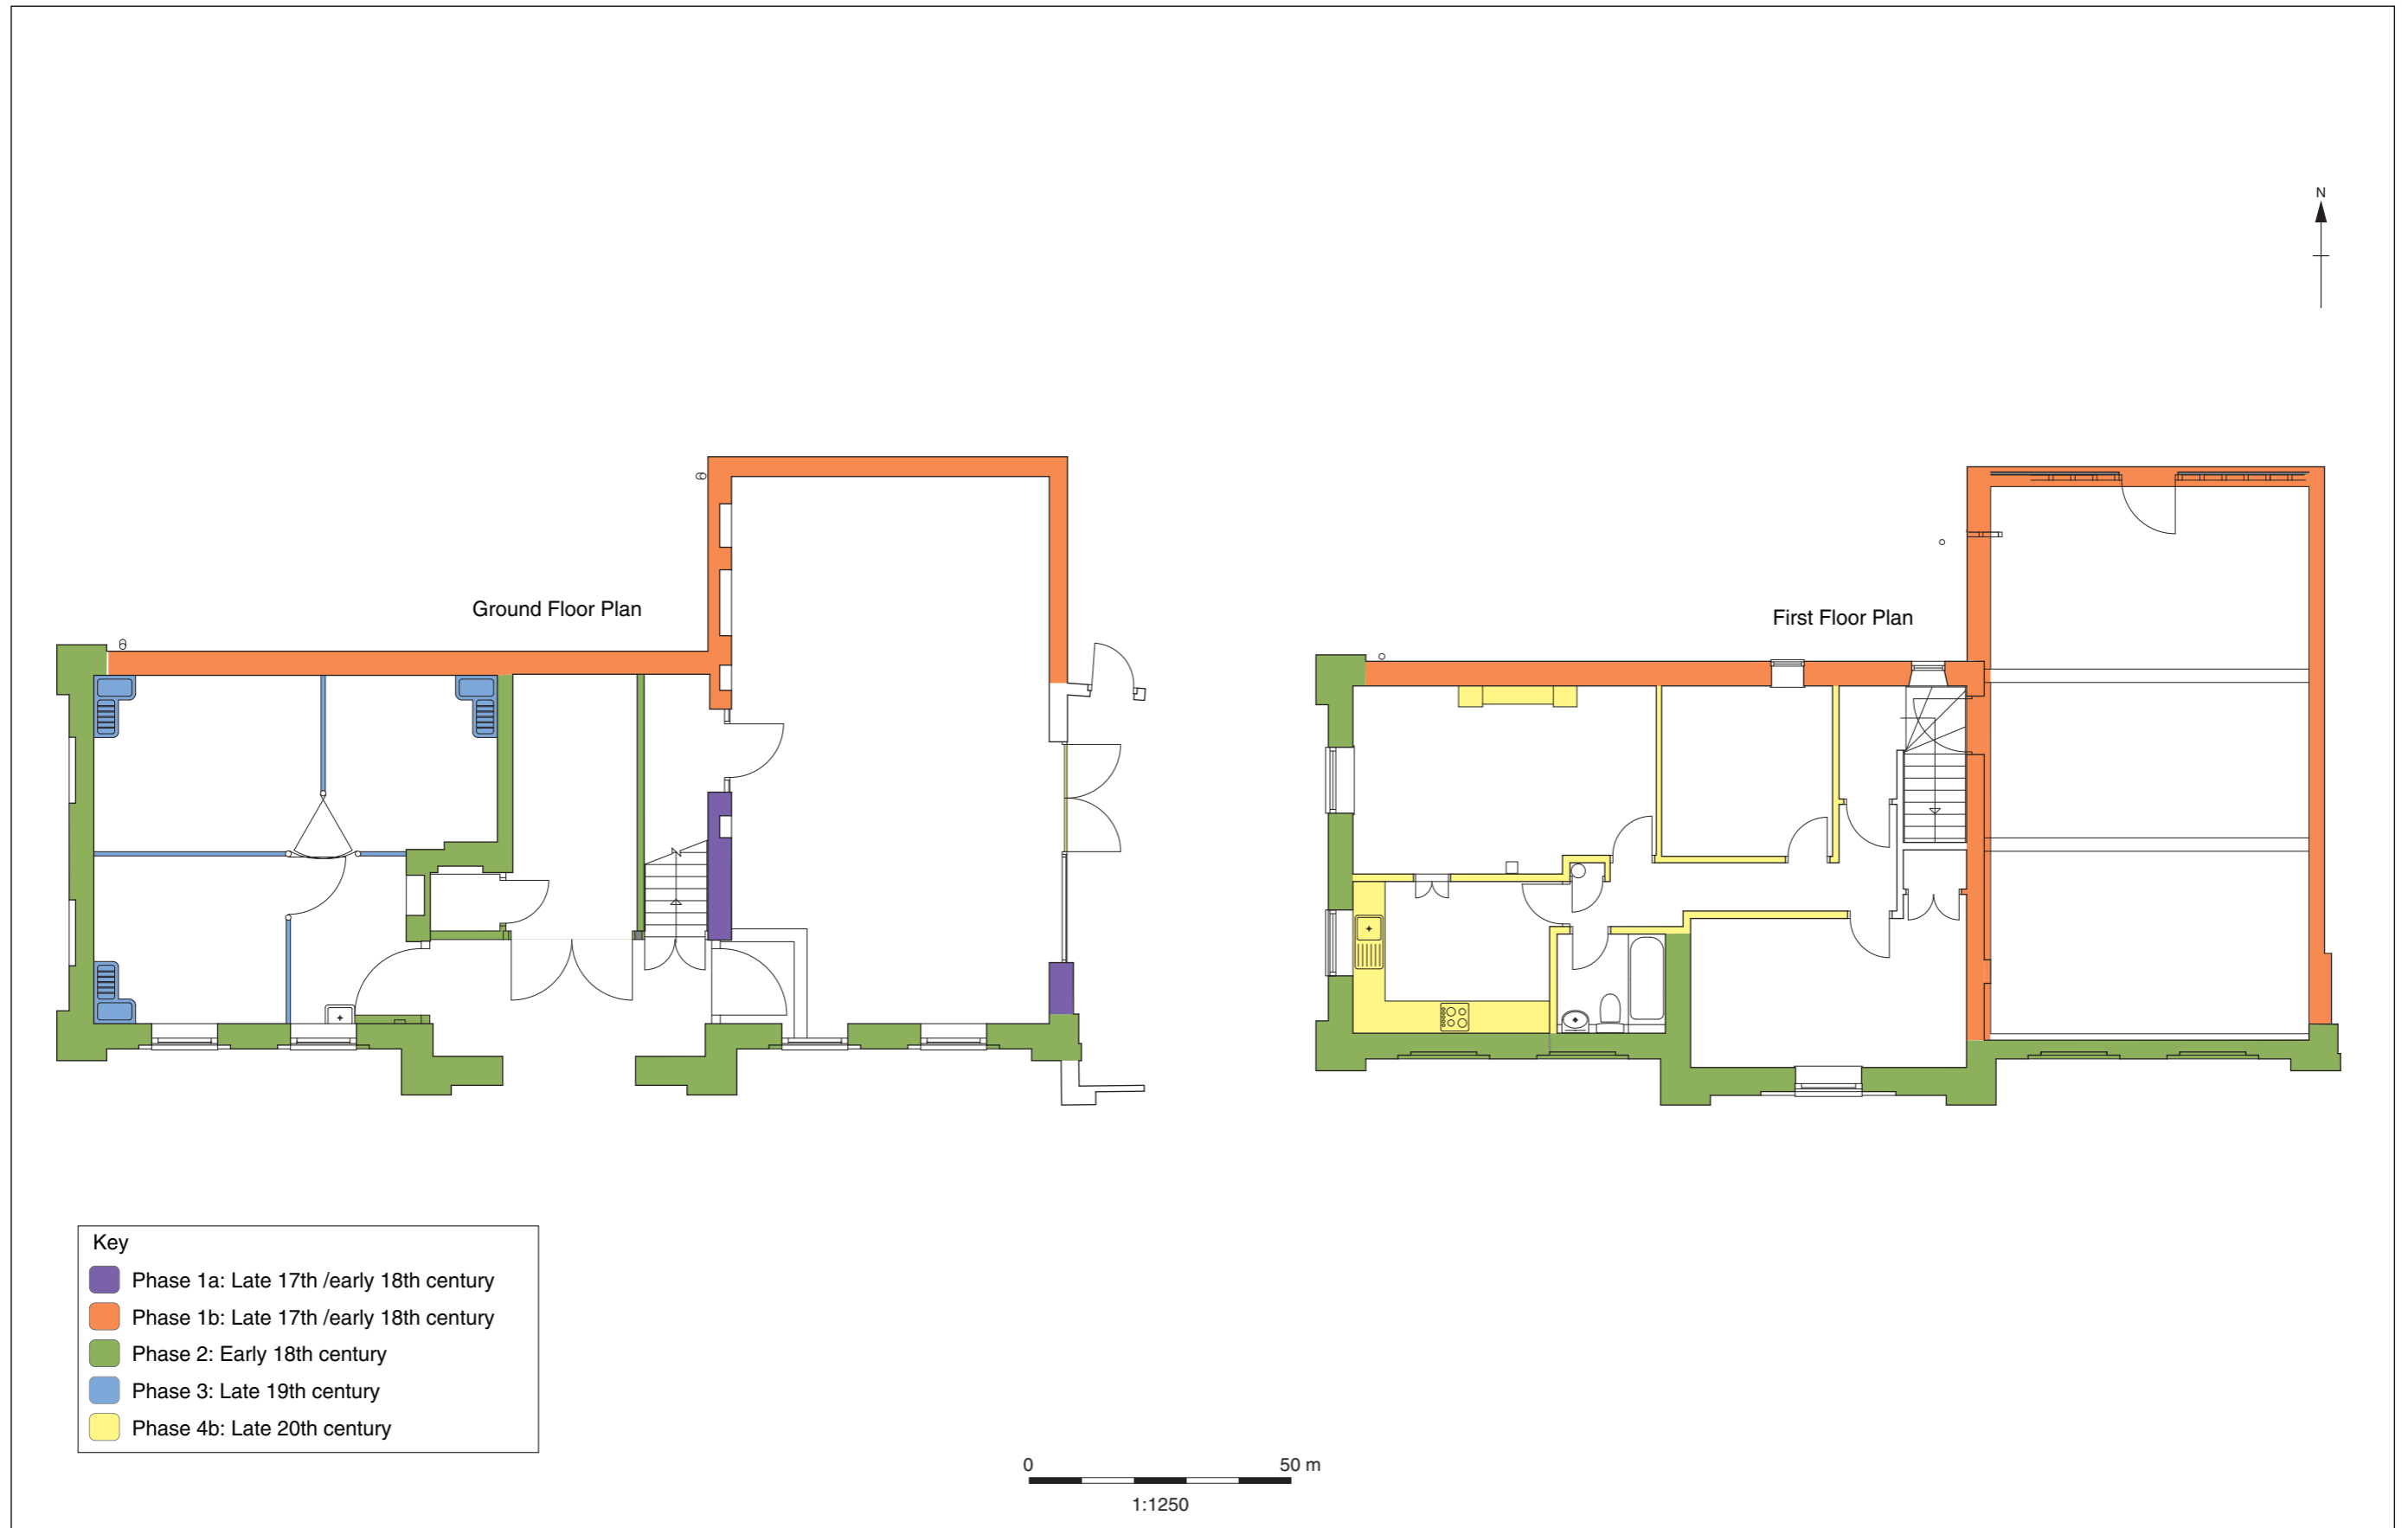 N
Ground Floor Plan
First Floor Plan
Key
Phase 1a: Late 17th /early 18th century
Phase 1b: Late 17th /early 18th century
Phase 2: Early 18th century
Phase 3: Late 19th century
Phase 4b: Late 20th century
0 50 m
1:1250